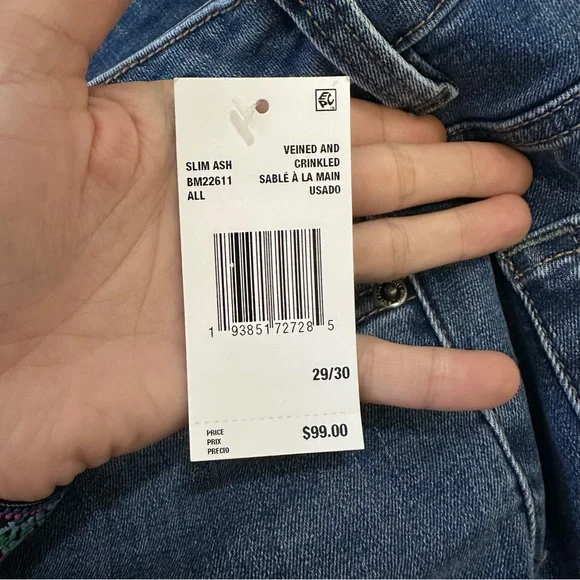 SLIM ASH
BM22611
ALL
VEINED AND
CRINKLED
SABLÉ À LA MAIN
USADO
1 93851 72728 5
29/30
PRICE
PRIX
PRECIO
$99.00